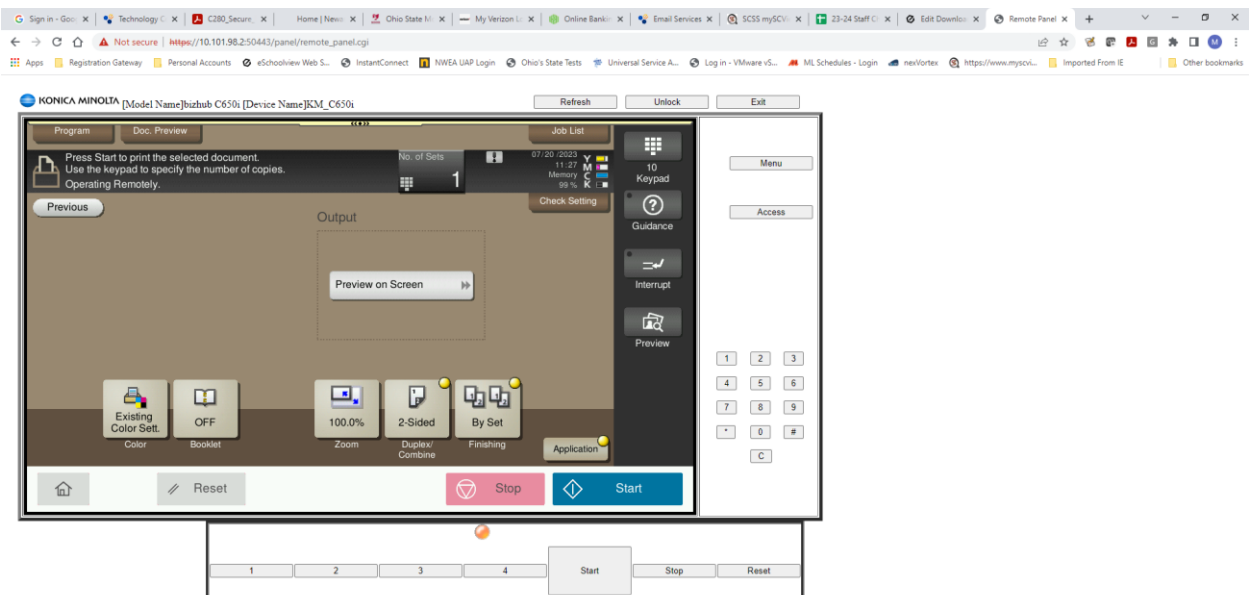 Sign in - Goo
Technology C
C280_Secure_
Home | Newa
Ohio State M
My Verizon Lo
Online Bankin
Email Services
SCSS mySCV
23-24 Staff C
Edit Downloa
Remote Panel
Not secure | https://10.101.98.2:50443/panel/remote_panel.cgi
Apps
Registration Gateway
Personal Accounts
eSchoolview Web S...
InstantConnect
NWEA UAP Login
Ohio's State Tests
Universal Service A...
Log in - VMware vS...
ML Schedules - Login
nexVortex
https://www.myscvi...
Imported From IE
Other bookmarks
KONICA MINOLTA [Model Name]bizhub C650i [Device Name]KM_C650i
Refresh
Unlock
Exit
Program
Doc. Preview
Job List
Press Start to print the selected document.
Use the keypad to specify the number of copies.
Operating Remotely.
No. of Sets
1
07/20 /2023
11:27
Memory
99 %
Y
M
C
K
Previous
Check Setting
Output
Preview on Screen
10
Keypad
Guidance
Interrupt
Preview
Existing
Color Sett.
Color
OFF
Booklet
100.0%
Zoom
2-Sided
Duplex/
Combine
By Set
Finishing
Application
Reset
Stop
Start
Menu
Access
1 2 3
4 5 6
7 8 9
* 0 #
C
1 2 3 4 Start Stop Reset